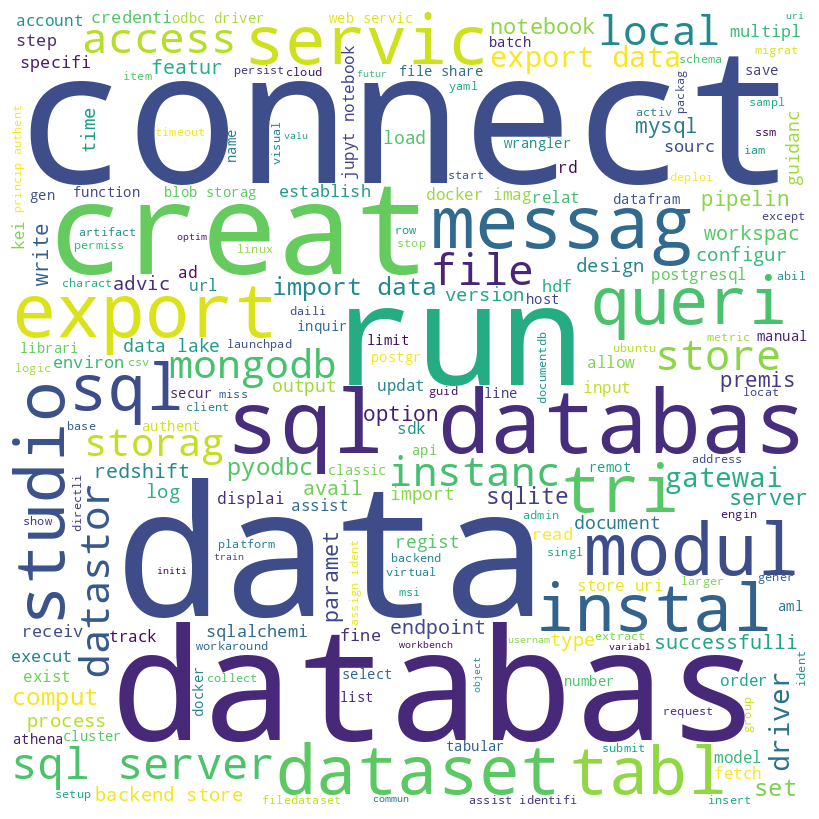 account
credenti
odbc driver
web servic
notebook
local
multipl
uri
step
access
servic
batch
export data
schema
migrat
specifi
featur
persist
cloud
file share
packag
save
item
futur
yaml
connect
time
timeout
name
visual
valu
jupyt notebook
load
wrangler
activ
mysql
sampl
guidanc
sourc
ssm
iam
kei princip authent
start
rd
deploi
gen
function
blob storag
establish
docker imag
relat
datafram
pipelin
except
creat
messag
artifact
permiss
optim
linux
row
stop
workspac
configur
write
file
design
postgresql
abil
charact
ad
advic
url
import data
version
host
hdf
export
run
queri
daili
inquir
librari
data lake
launchpad
limit
documentdb
ubuntu
metric
manual
logic
environ
csv
mongodb
postgr
allow
store
locat
studio
sql
secur
miss
output
updat
guid
line
input
premis
base
client
sql databas
option
authent
sdk
storag
api
address
redshift
pyodbc
classic
instanc
tri
remot
gatewai
log
avail
import
sqlite
server
datastor
displai
assist
admin
document
engin
show
directli
data
platform
paramet
regist
read
modul
train
assign ident
backend
virtual
singl
initi
msi
store uri
larger
gener
instal
aml
receiv
track
sqlalchemi
fine
endpoint
usernam
type
extract
successfulli
execut
workaround
workbench
variabl
databas
exist
docker
collect
select
list
object
number
order
ident
comput
driver
process
request
group
athena
cluster
tabular
submit
model
sql server
dataset
tabl
fetch
set
setup
backend store
filedataset
commun
assist identifi
insert